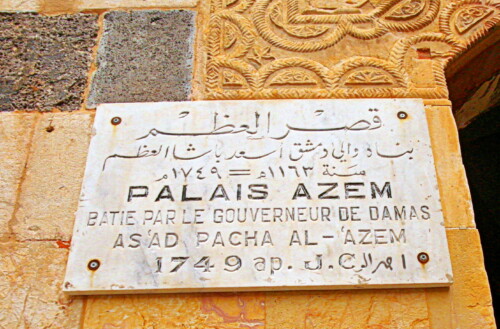 قصر العظم
بناه والي دمشق أسعد باشا العظم
سنة ١١٦٣هـ = ١٧٤٩م
PALAIS AZEM
BATIE PAR LE GOUVERNEUR DE DAMAS
AS'AD PACHA AL-'AZEM
1749 ap. J.C